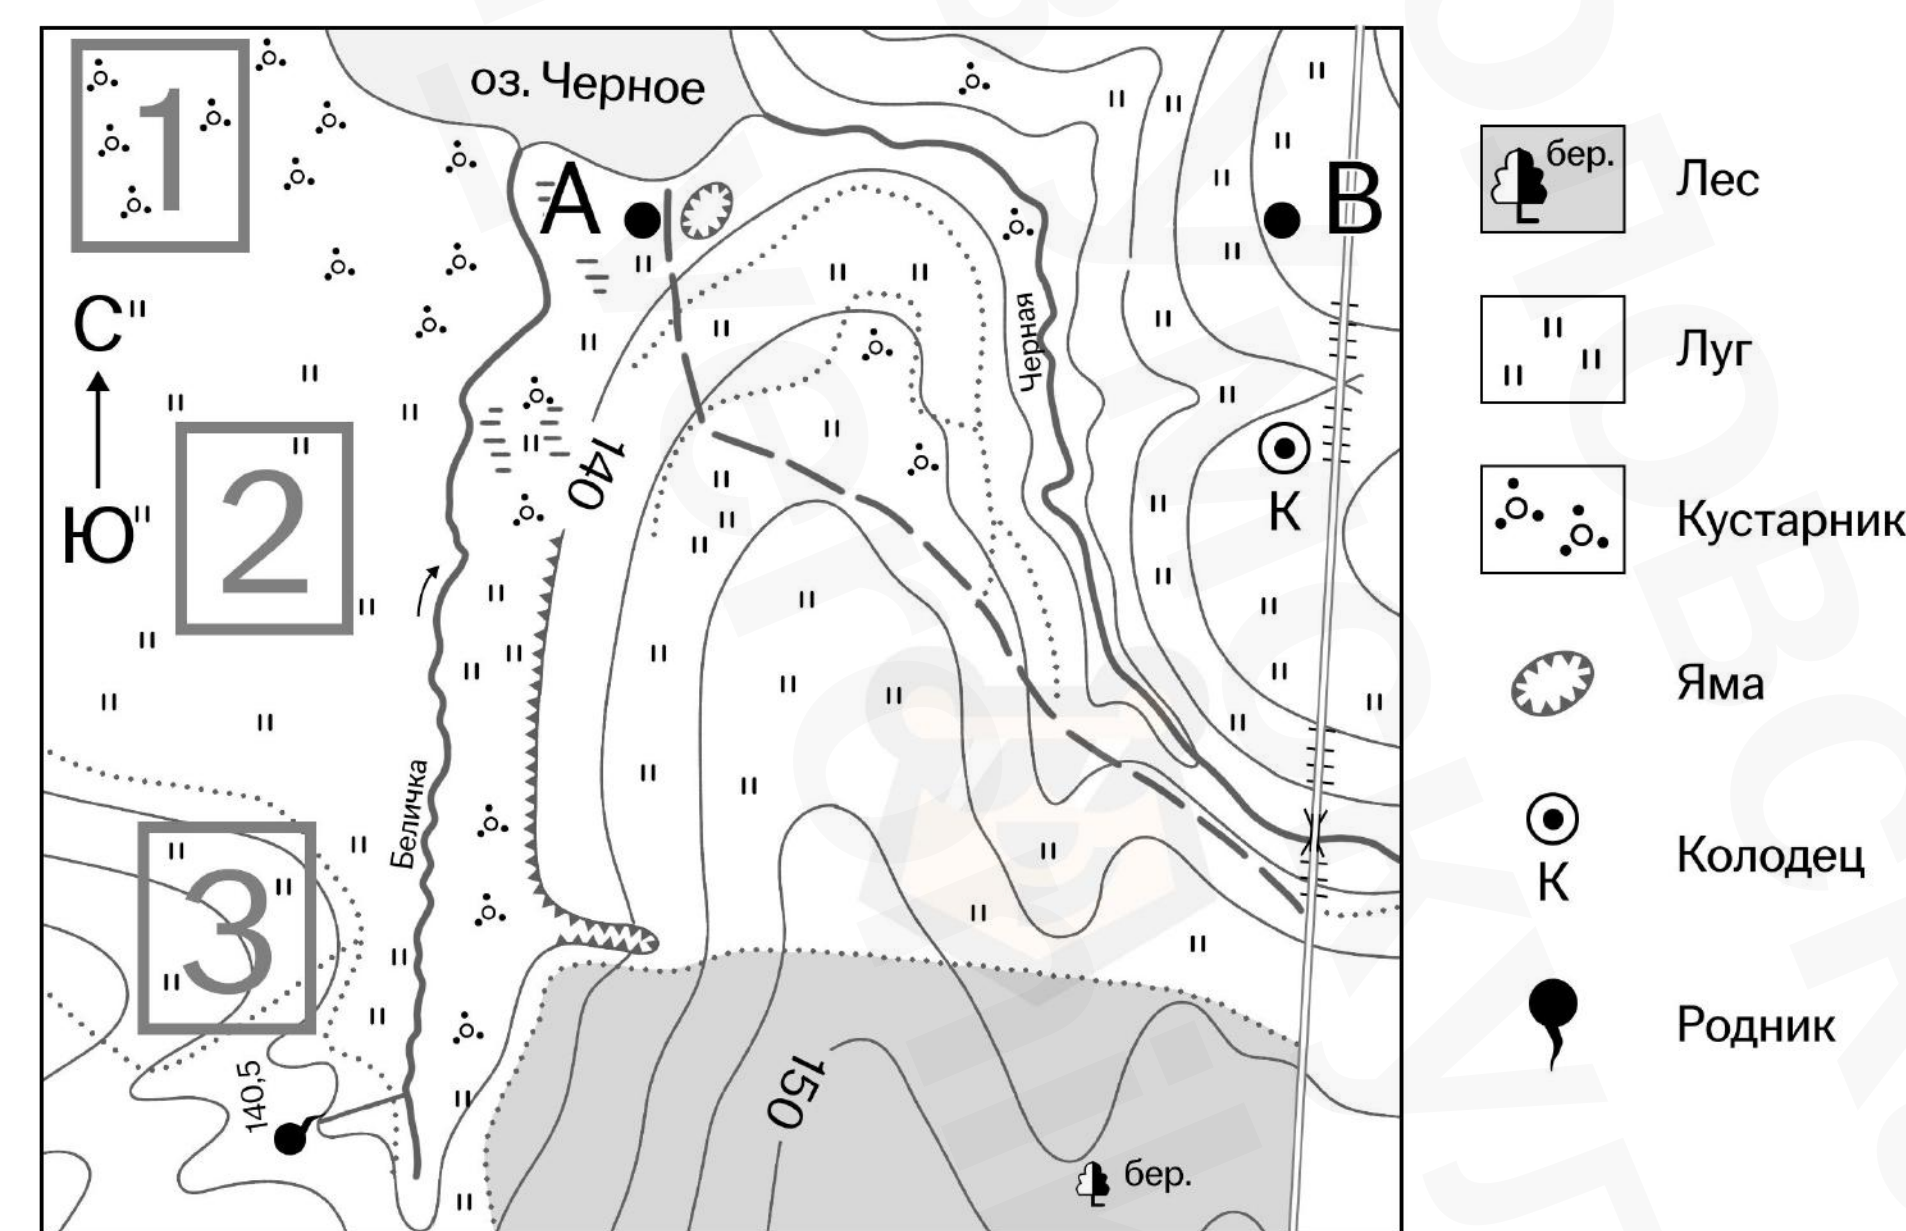 оз. Черное
1
А
В
бер.
Лес
Луг
С"
Ю"
Черная
140
2
К
Кустарник
Яма
Беличка
3
К
Колодец
Родник
140,5
150
бер.